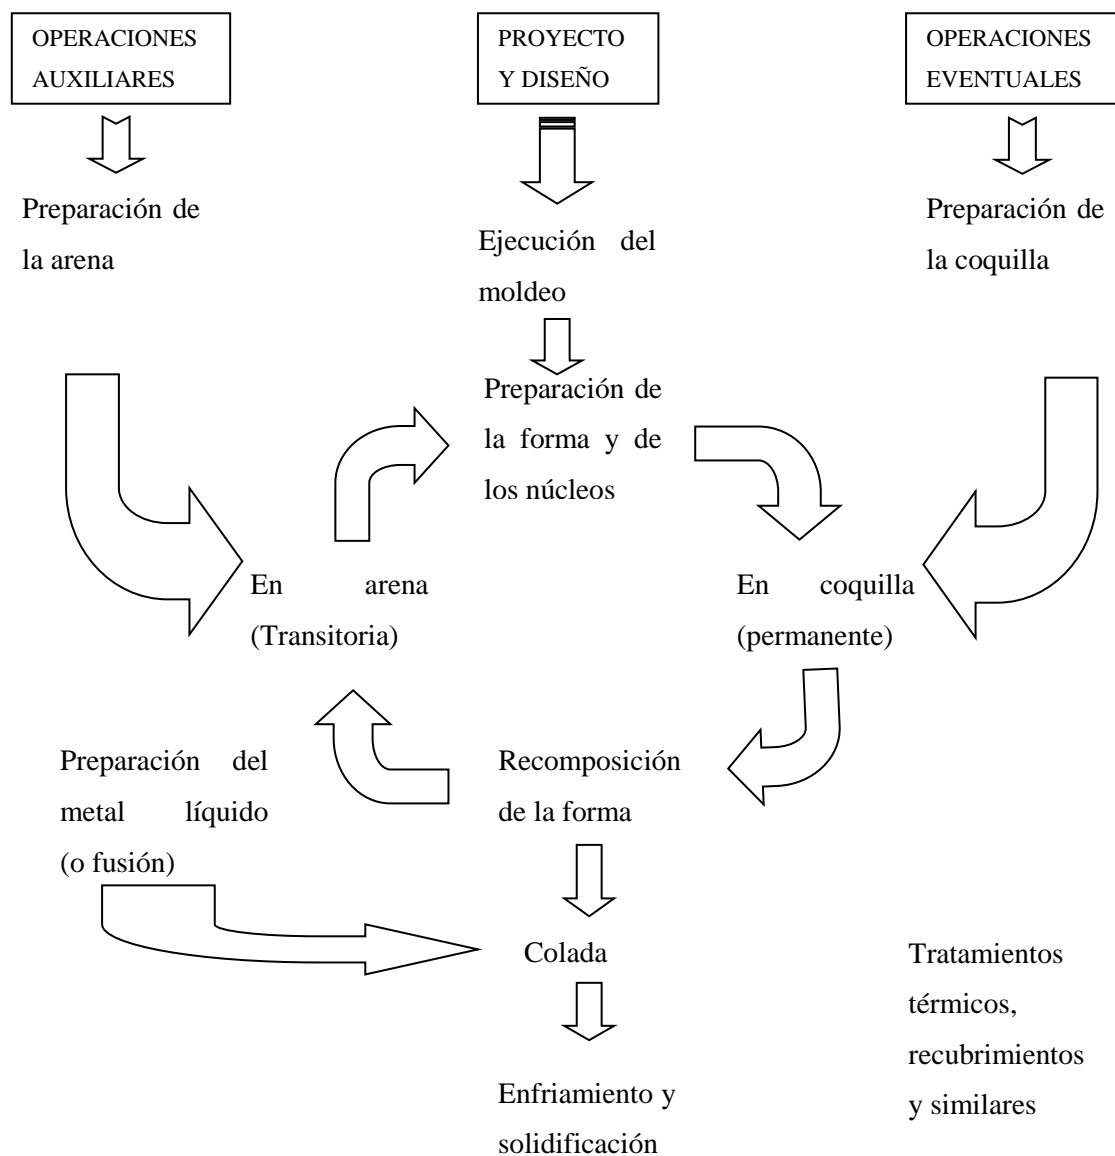 OPERACIONES
AUXILIARES
PROYECTO
Y DISEÑO
OPERACIONES
EVENTUALES
Preparación de
la arena
Ejecución del
moldeo
Preparación de
la coquilla
Preparación de
la forma y de
los núcleos
En arena
(Transitoria)
En coquilla
(permanente)
Preparación del
metal líquido
(o fusión)
Recomposición
de la forma
Colada
Tratamientos
térmicos,
recubrimientos
y similares
Enfriamiento y
solidificación